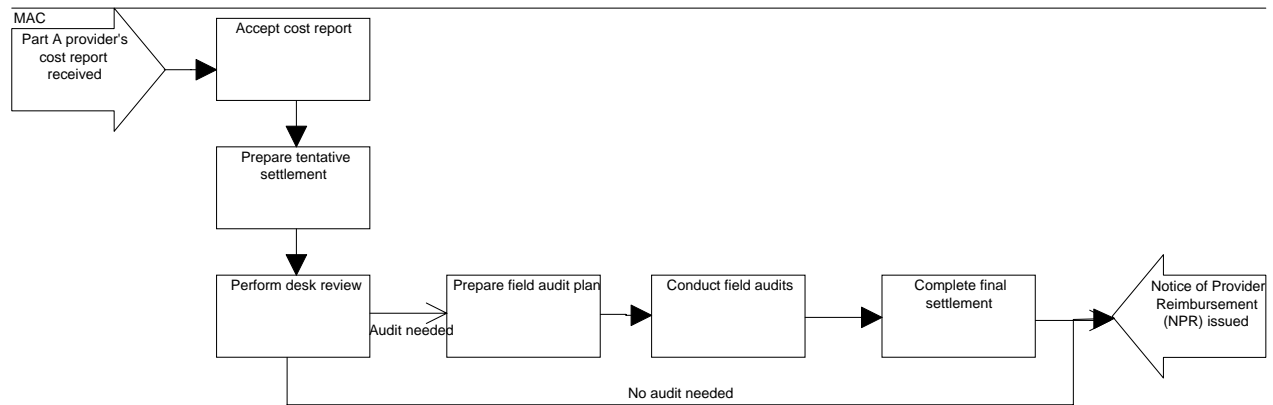 MAC
Part A provider's
cost report
received
Accept cost report
Prepare tentative
settlement
Perform desk review
Audit needed
Prepare field audit plan
Conduct field audits
Complete final
settlement
Notice of Provider
Reimbursement
(NPR) issued
No audit needed